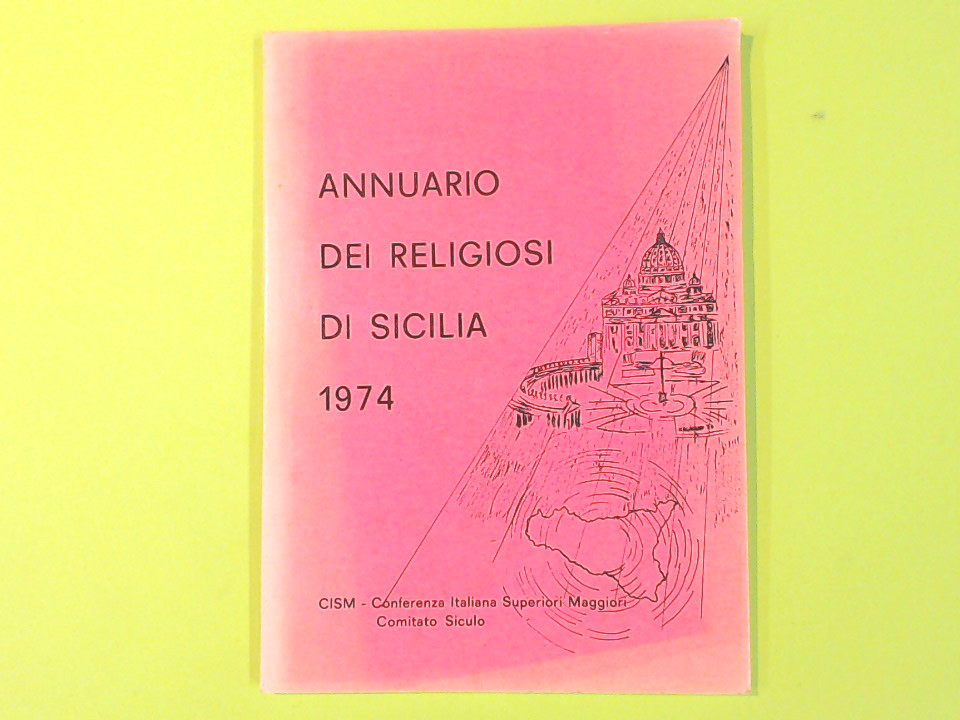 ANNUARIO
DEI RELIGIOSI
DI SICILIA
1974
CISM - Conferenza Italiana Superiori Maggiori
Comitato Siculo